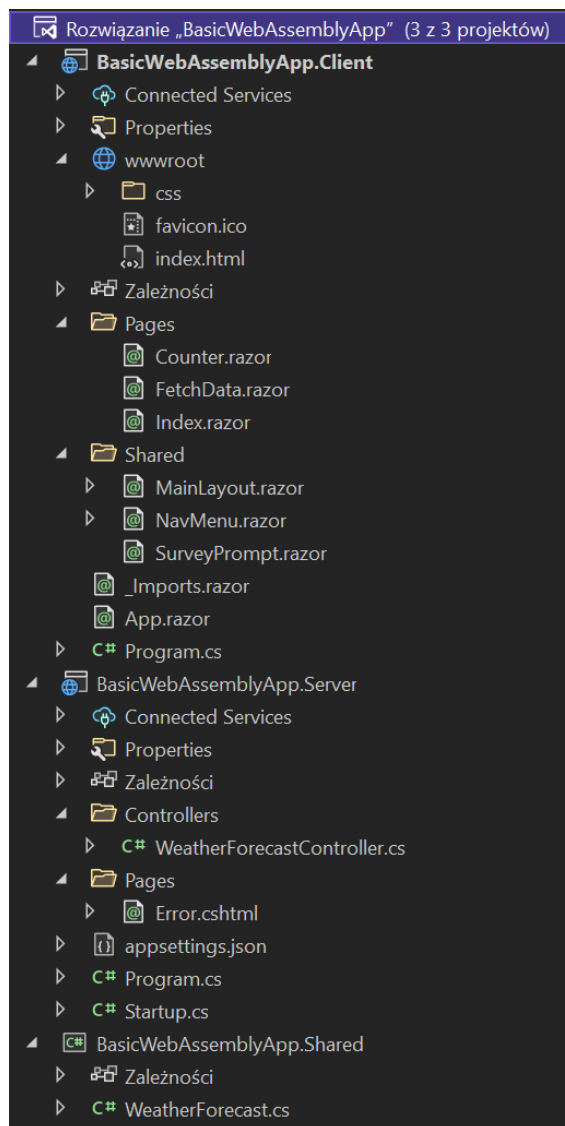 Rozwiązanie „BasicWebAssemblyApp” (3 z 3 projektów)
BasicWebAssemblyApp.Client
Connected Services
Properties
wwwroot
css
favicon.ico
index.html
Zależności
Pages
Counter.razor
FetchData.razor
Index.razor
Shared
MainLayout.razor
NavMenu.razor
SurveyPrompt.razor
_Imports.razor
App.razor
C# Program.cs
BasicWebAssemblyApp.Server
Connected Services
Properties
Zależności
Controllers
C# WeatherForecastController.cs
Pages
Error.cshtml
appsettings.json
C# Program.cs
C# Startup.cs
C# BasicWebAssemblyApp.Shared
Zależności
C# WeatherForecast.cs